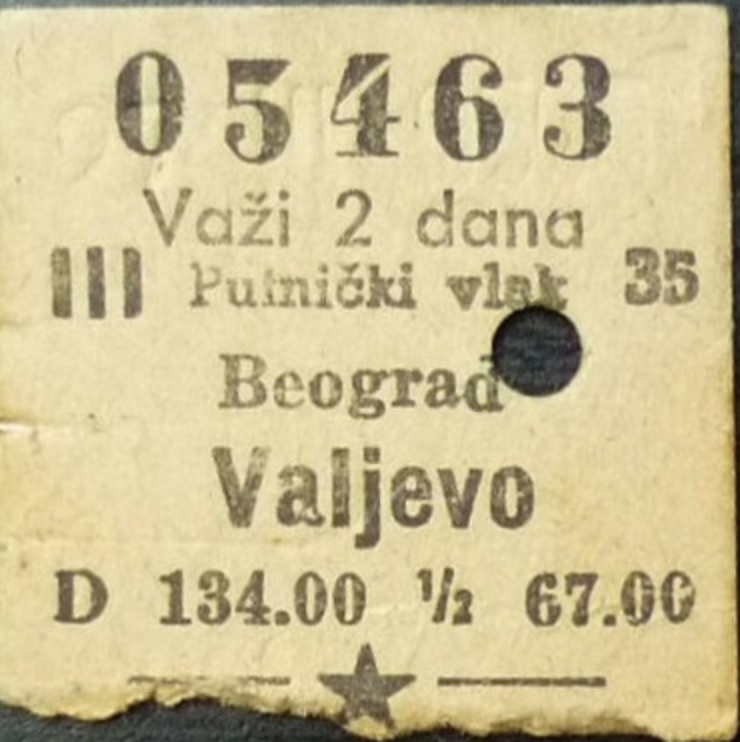 05463
Važi 2 dana
III Putnički vlak 35
Beograd
Valjevo
D 134.00 ½ 67.00